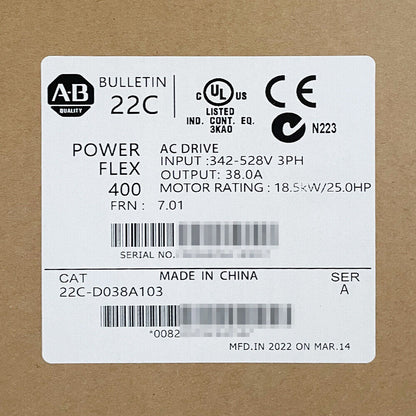 A-B
QUALITY
BULLETIN
22C
C UL US
LISTED
IND. CONT. EQ.
3KA0
CE
N223
POWER
FLEX
400
AC DRIVE
INPUT :342-528V 3PH
OUTPUT: 38.0A
MOTOR RATING : 18.5kW/25.0HP
FRN : 7.01
SERIAL NO.
CAT
MADE IN CHINA
SER
22C-D038A103
A
*0082
MFD.IN 2022 ON MAR.14